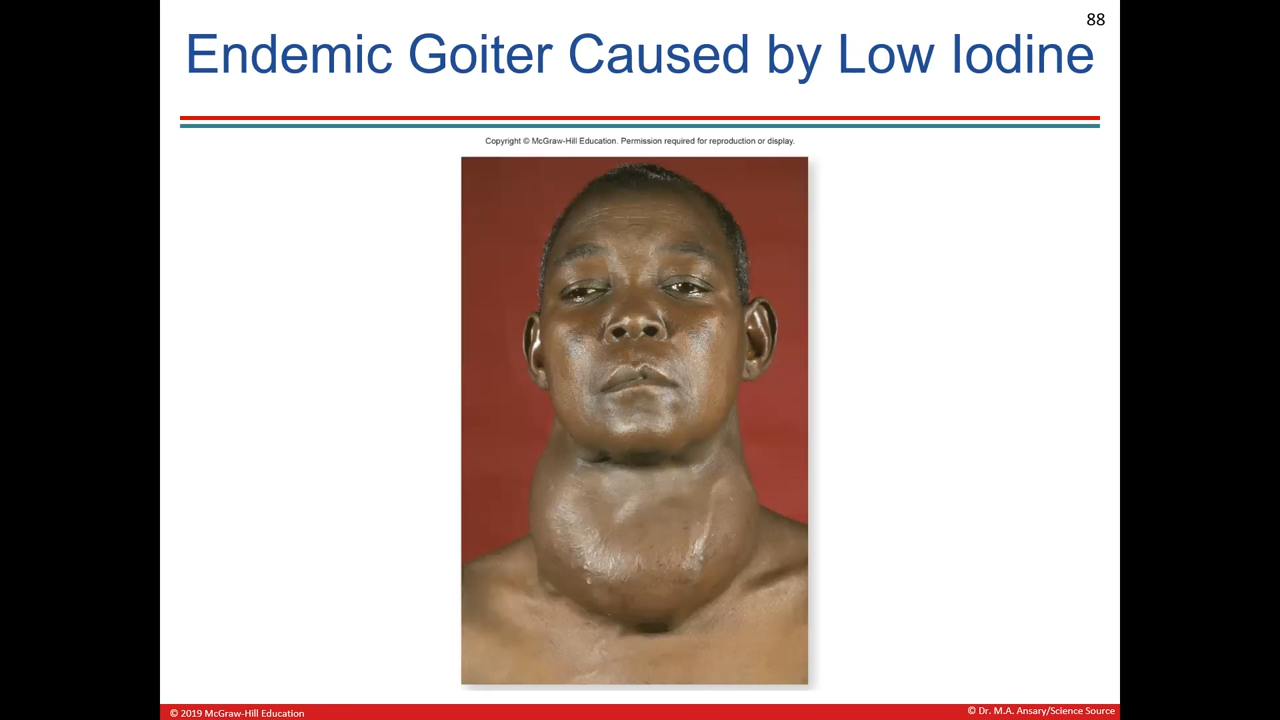 88
Endemic Goiter Caused by Low Iodine
Copyright © McGraw-Hill Education. Permission required for reproduction or display.
© 2019 McGraw-Hill Education
© Dr. M.A. Ansary/Science Source